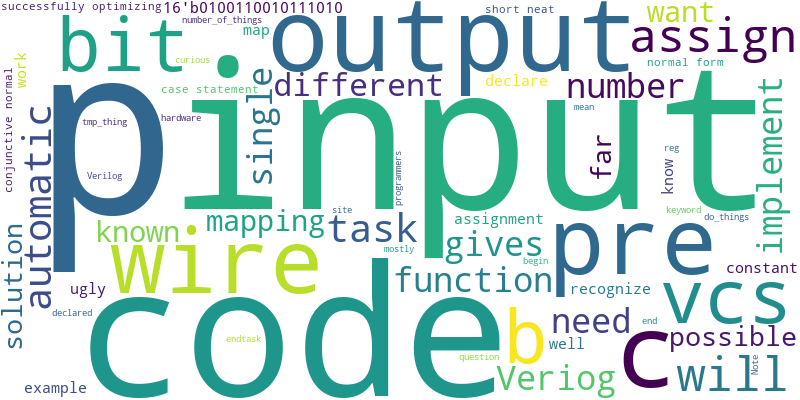 successfully optimizing
16'b0100110010111010
short neat
want
number_of_things
map
bit
output
assign
curious
normal form
work
case statement
different
declare
number
conjunctive normal
p
input
mean
tmp_thing
hardware
single
automatic
far
implement
reg
know
Verilog
programmers
keyword
site
do_things
mapping
task
assignment
known
wire
gives
pre
mostly
begin
constant
solution
function
recognize
ugly
code
vcs
declared
need
b
end
possible
well
endtask
c
question
Veriog
will
Note
example